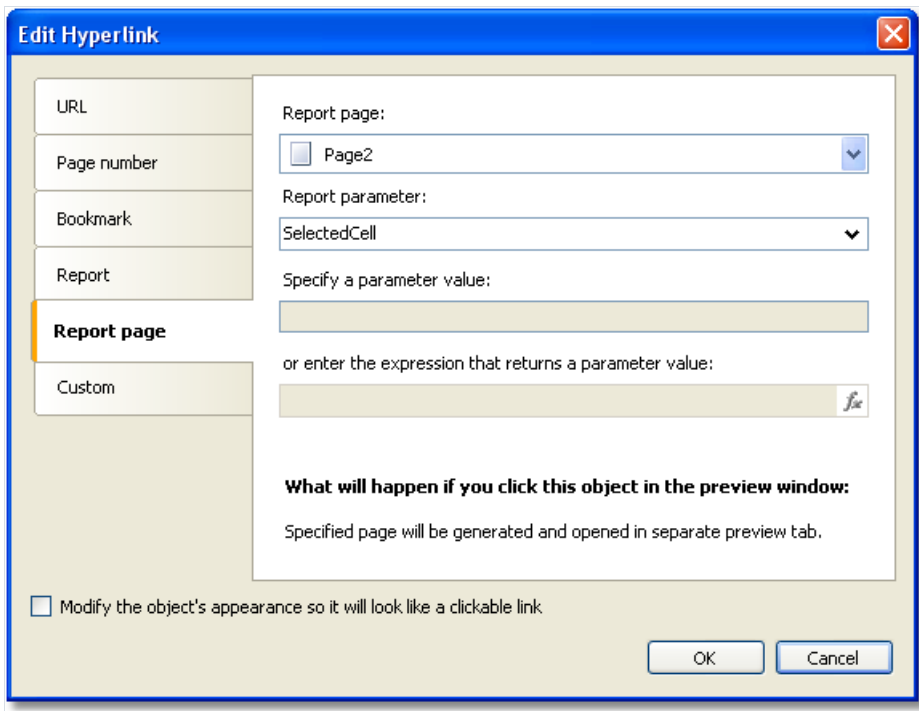 Edit Hyperlink
URL
Page number
Bookmark
Report
Report page
Custom
Report page:
Page2
Report parameter:
SelectedCell
Specify a parameter value:
or enter the expression that returns a parameter value:
fx
What will happen if you click this object in the preview window:
Specified page will be generated and opened in separate preview tab.
Modify the object's appearance so it will look like a clickable link
OK
Cancel